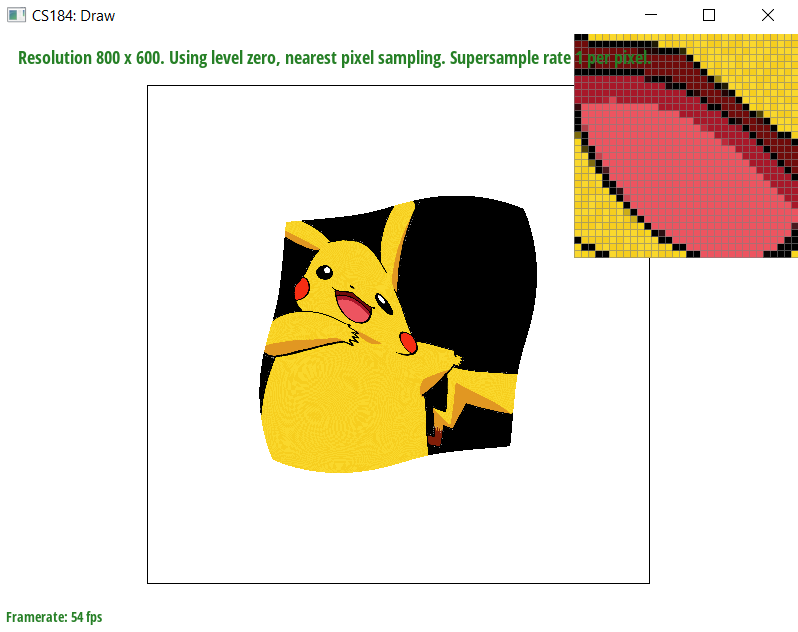 CS184: Draw
Resolution 800 x 600. Using level zero, nearest pixel sampling. Supersample rate 1 per pixel.
Framerate: 54 fps